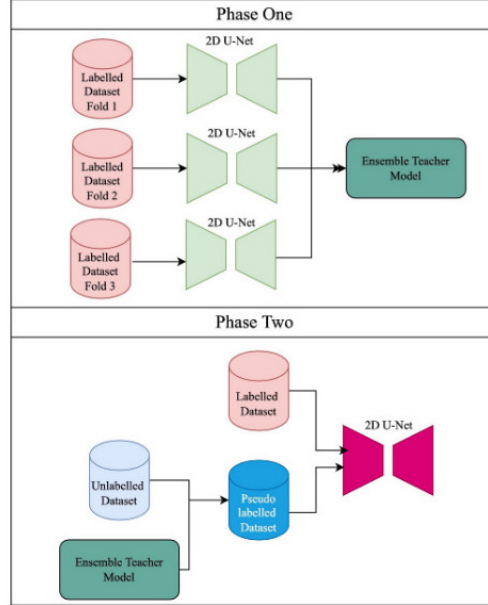 Phase One
2D U-Net
Labelled
Dataset
Fold 1
2D U-Net
Labelled
Dataset
Fold 2
Ensemble Teacher
Model
2D U-Net
Labelled
Dataset
Fold 3
Phase Two
Labelled
Dataset
2D U-Net
Unlabelled
Dataset
Pseudo
labelled
Dataset
Ensemble Teacher
Model